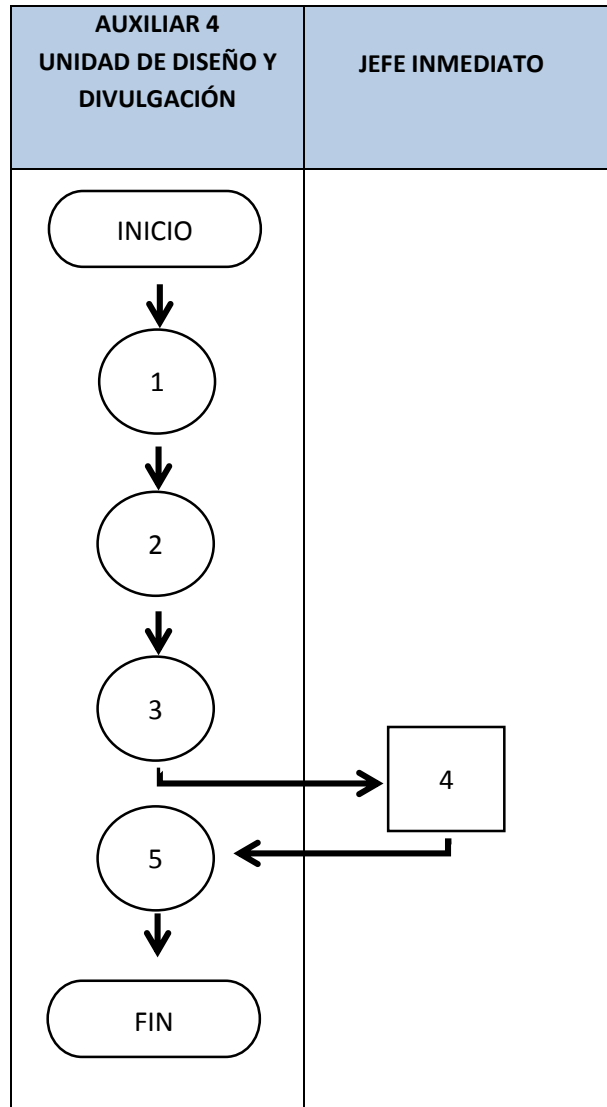 AUXILIAR 4
UNIDAD DE DISEÑO Y
DIVULGACIÓN
JEFE INMEDIATO
INICIO
1
2
3
4
5
FIN